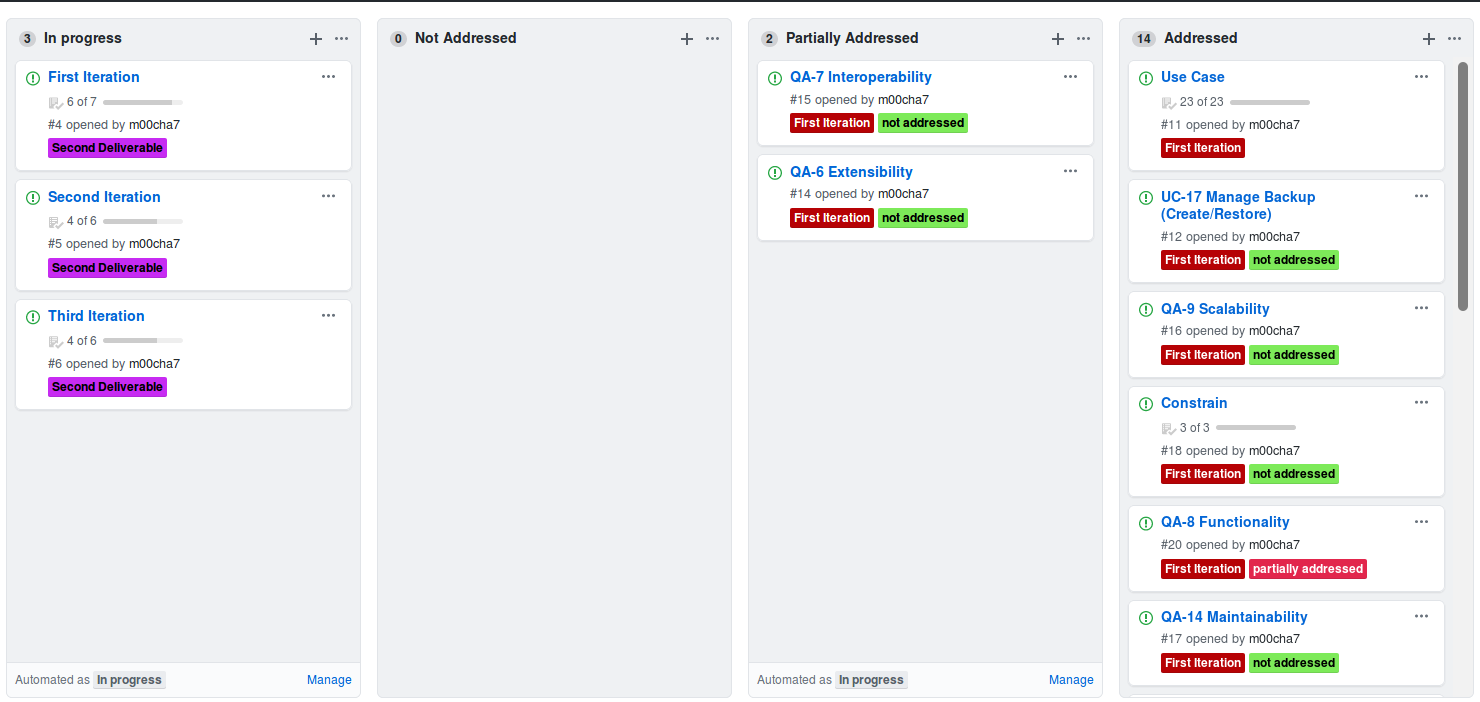 3 In progress
First Iteration
6 of 7
#4 opened by m00cha7
Second Deliverable
Second Iteration
4 of 6
#5 opened by m00cha7
Second Deliverable
Third Iteration
4 of 6
#6 opened by m00cha7
Second Deliverable
Automated as In progress Manage
0 Not Addressed
2 Partially Addressed
QA-7 Interoperability
#15 opened by m00cha7
First Iteration not addressed
QA-6 Extensibility
#14 opened by m00cha7
First Iteration not addressed
Automated as In progress Manage
14 Addressed
Use Case
23 of 23
#11 opened by m00cha7
First Iteration
UC-17 Manage Backup
(Create/Restore)
#12 opened by m00cha7
First Iteration not addressed
QA-9 Scalability
#16 opened by m00cha7
First Iteration not addressed
Constrain
3 of 3
#18 opened by m00cha7
First Iteration not addressed
QA-8 Functionality
#20 opened by m00cha7
First Iteration partially addressed
QA-14 Maintainability
#17 opened by m00cha7
First Iteration not addressed